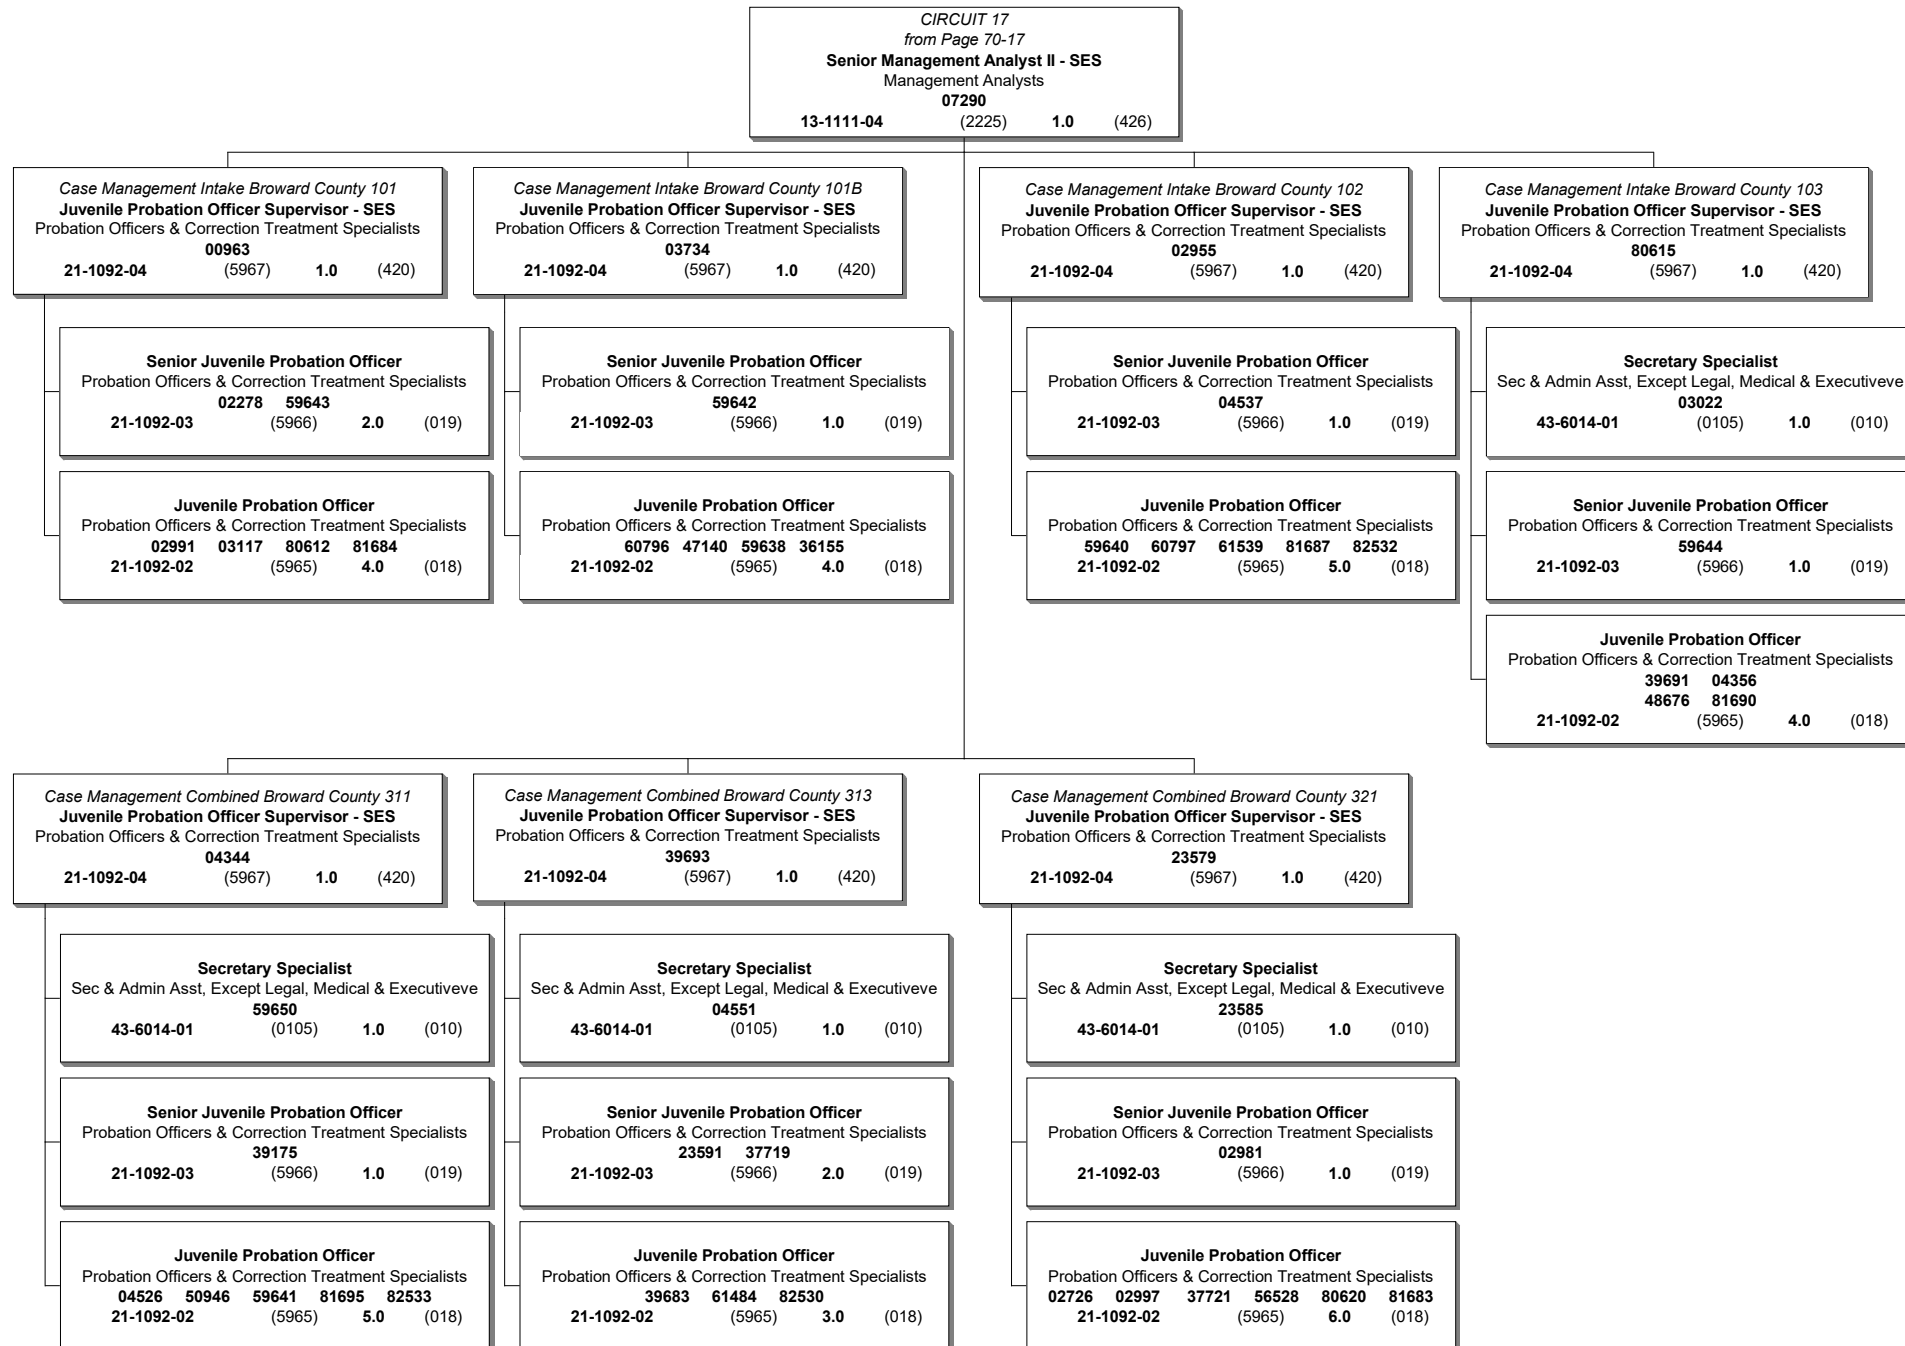 CIRCUIT 17
from Page 70-17
Senior Management Analyst II - SES
Management Analysts
07290
13-1111-04 (2225) 1.0 (426)
Case Management Intake Broward County 101
Juvenile Probation Officer Supervisor - SES
Probation Officers & Correction Treatment Specialists
00963
21-1092-04 (5967) 1.0 (420)
Senior Juvenile Probation Officer
Probation Officers & Correction Treatment Specialists
02278 59643
21-1092-03 (5966) 2.0 (019)
Juvenile Probation Officer
Probation Officers & Correction Treatment Specialists
02991 03117 80612 81684
21-1092-02 (5965) 4.0 (018)
Case Management Intake Broward County 101B
Juvenile Probation Officer Supervisor - SES
Probation Officers & Correction Treatment Specialists
03734
21-1092-04 (5967) 1.0 (420)
Senior Juvenile Probation Officer
Probation Officers & Correction Treatment Specialists
59642
21-1092-03 (5966) 1.0 (019)
Juvenile Probation Officer
Probation Officers & Correction Treatment Specialists
60796 47140 59638 36155
21-1092-02 (5965) 4.0 (018)
Case Management Intake Broward County 102
Juvenile Probation Officer Supervisor - SES
Probation Officers & Correction Treatment Specialists
02955
21-1092-04 (5967) 1.0 (420)
Senior Juvenile Probation Officer
Probation Officers & Correction Treatment Specialists
04537
21-1092-03 (5966) 1.0 (019)
Juvenile Probation Officer
Probation Officers & Correction Treatment Specialists
59640 60797 61539 81687 82532
21-1092-02 (5965) 5.0 (018)
Case Management Intake Broward County 103
Juvenile Probation Officer Supervisor - SES
Probation Officers & Correction Treatment Specialists
80615
21-1092-04 (5967) 1.0 (420)
Secretary Specialist
Sec & Admin Asst, Except Legal, Medical & Executiveve
03022
43-6014-01 (0105) 1.0 (010)
Senior Juvenile Probation Officer
Probation Officers & Correction Treatment Specialists
59644
21-1092-03 (5966) 1.0 (019)
Juvenile Probation Officer
Probation Officers & Correction Treatment Specialists
39691 04356
48676 81690
21-1092-02 (5965) 4.0 (018)
Case Management Combined Broward County 311
Juvenile Probation Officer Supervisor - SES
Probation Officers & Correction Treatment Specialists
04344
21-1092-04 (5967) 1.0 (420)
Secretary Specialist
Sec & Admin Asst, Except Legal, Medical & Executiveve
59650
43-6014-01 (0105) 1.0 (010)
Senior Juvenile Probation Officer
Probation Officers & Correction Treatment Specialists
39175
21-1092-03 (5966) 1.0 (019)
Juvenile Probation Officer
Probation Officers & Correction Treatment Specialists
04526 50946 59641 81695 82533
21-1092-02 (5965) 5.0 (018)
Case Management Combined Broward County 313
Juvenile Probation Officer Supervisor - SES
Probation Officers & Correction Treatment Specialists
39693
21-1092-04 (5967) 1.0 (420)
Secretary Specialist
Sec & Admin Asst, Except Legal, Medical & Executiveve
04551
43-6014-01 (0105) 1.0 (010)
Senior Juvenile Probation Officer
Probation Officers & Correction Treatment Specialists
23591 37719
21-1092-03 (5966) 2.0 (019)
Juvenile Probation Officer
Probation Officers & Correction Treatment Specialists
39683 61484 82530
21-1092-02 (5965) 3.0 (018)
Case Management Combined Broward County 321
Juvenile Probation Officer Supervisor - SES
Probation Officers & Correction Treatment Specialists
23579
21-1092-04 (5967) 1.0 (420)
Secretary Specialist
Sec & Admin Asst, Except Legal, Medical & Executiveve
23585
43-6014-01 (0105) 1.0 (010)
Senior Juvenile Probation Officer
Probation Officers & Correction Treatment Specialists
02981
21-1092-03 (5966) 1.0 (019)
Juvenile Probation Officer
Probation Officers & Correction Treatment Specialists
02726 02997 37721 56528 80620 81683
21-1092-02 (5965) 6.0 (018)